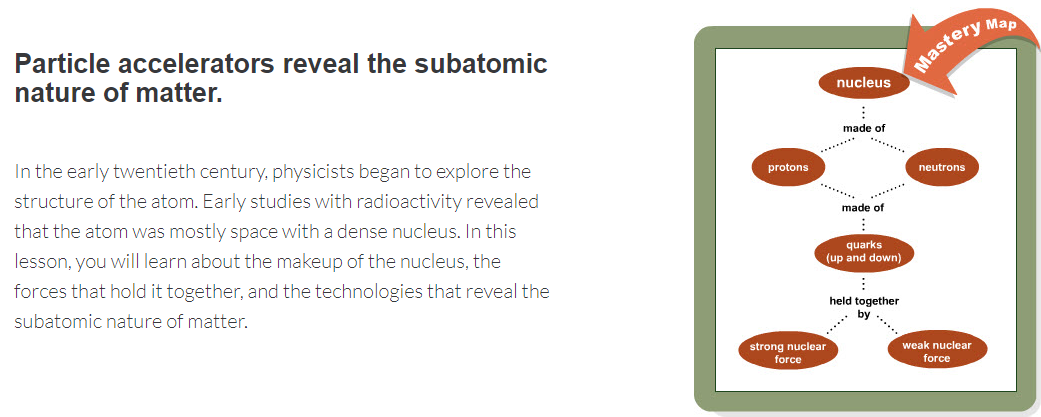 Particle accelerators reveal the subatomic
nature of matter.
In the early twentieth century, physicists began to explore the
structure of the atom. Early studies with radioactivity revealed
that the atom was mostly space with a dense nucleus. In this
lesson, you will learn about the makeup of the nucleus, the
forces that hold it together, and the technologies that reveal the
subatomic nature of matter.
Mastery Map
nucleus
made of
protons
neutrons
made of
quarks
(up and down)
held together
by
strong nuclear
force
weak nuclear
force